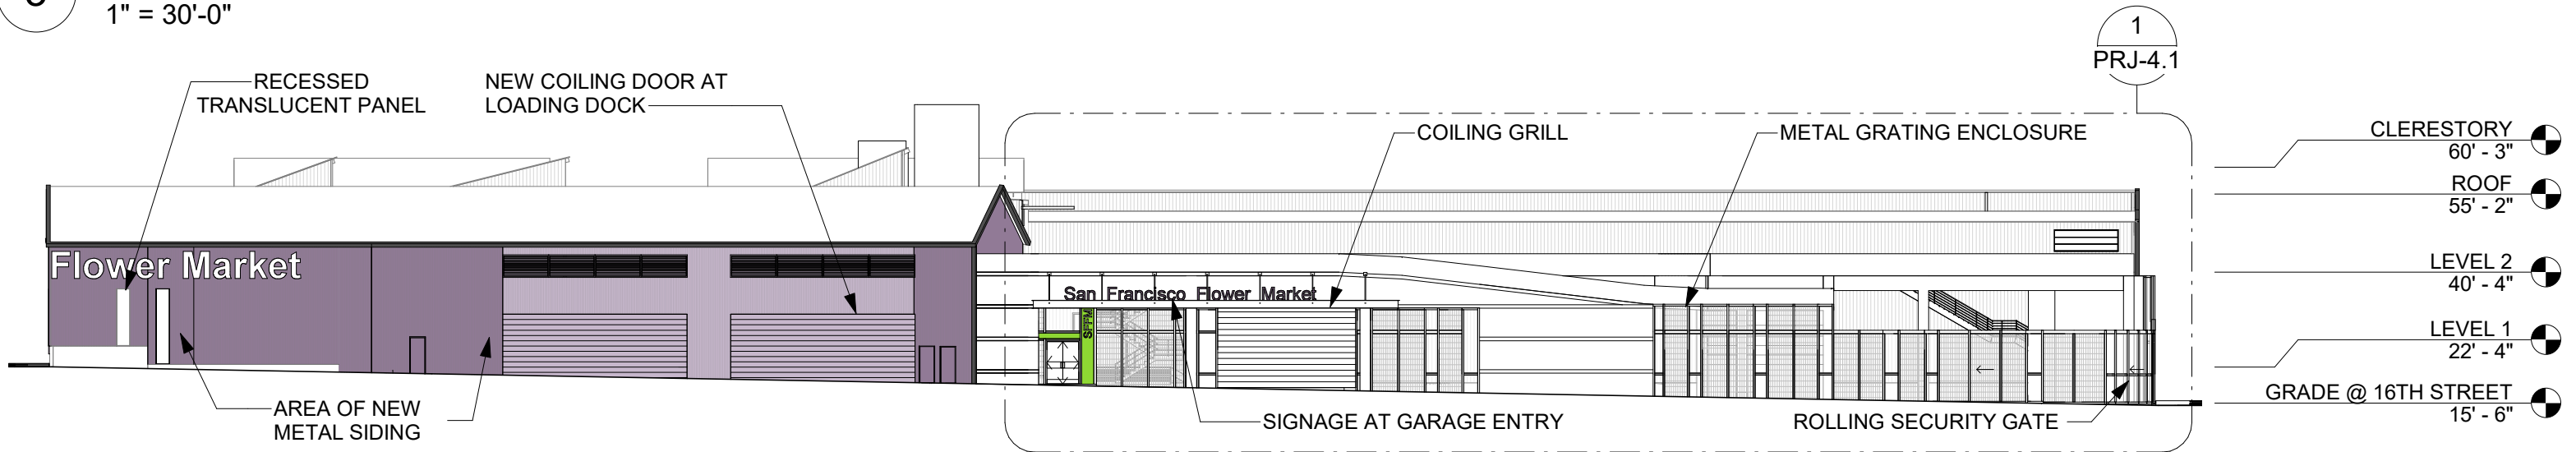 1" = 30'-0"
1
PRJ-4.1
RECESSED
TRANSLUCENT PANEL
NEW COILING DOOR AT
LOADING DOCK
COILING GRILL
METAL GRATING ENCLOSURE
CLERESTORY
60' - 3"
ROOF
55' - 2"
LEVEL 2
40' - 4"
LEVEL 1
22' - 4"
GRADE @ 16TH STREET
15' - 6"
Flower Market
San Francisco Flower Market
SFFM
AREA OF NEW
METAL SIDING
SIGNAGE AT GARAGE ENTRY
ROLLING SECURITY GATE